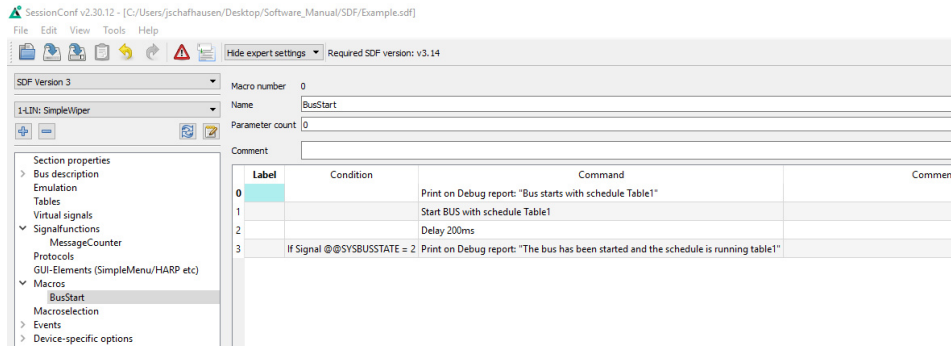 SessionConf v2.30.12 - [C:/Users/jschafhausen/Desktop/Software_Manual/SDF/Example.sdf]
File Edit View Tools Help
Hide expert settings Required SDF version: v3.14
SDF Version 3
1-LIN: SimpleWiper
Section properties
Bus description
Emulation
Tables
Virtual signals
Signalfunctions
MessageCounter
Protocols
GUI-Elements (SimpleMenu/HARP etc)
Macros
BusStart
Macroselection
Events
Device-specific options
Macro number 0
Name BusStart
Parameter count 0
Comment
Label Condition Command Commen
0 Print on Debug report: "Bus starts with schedule Table1"
1 Start BUS with schedule Table1
2 Delay 200ms
3 If Signal @@SYSBUSSTATE = 2 Print on Debug report: "The bus has been started and the schedule is running table1"